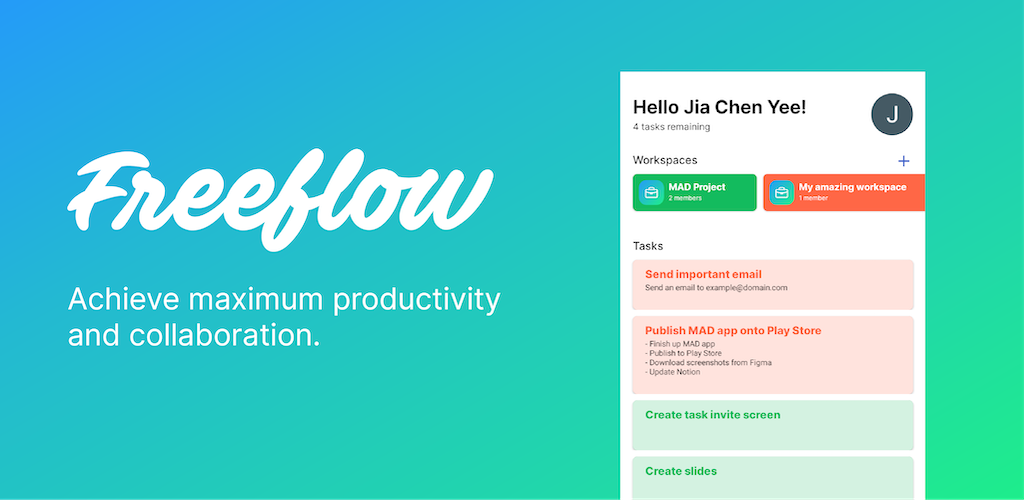 Freeflow
Achieve maximum productivity
and collaboration.
Hello Jia Chen Yee!
4 tasks remaining
J
Workspaces
+
MAD Project
2 members
My amazing workspace
1 member
Tasks
Send important email
Send an email to example@domain.com
Publish MAD app onto Play Store
- Finish up MAD app
- Publish to Play Store
- Download screenshots from Figma
- Update Notion
Create task invite screen
Create slides